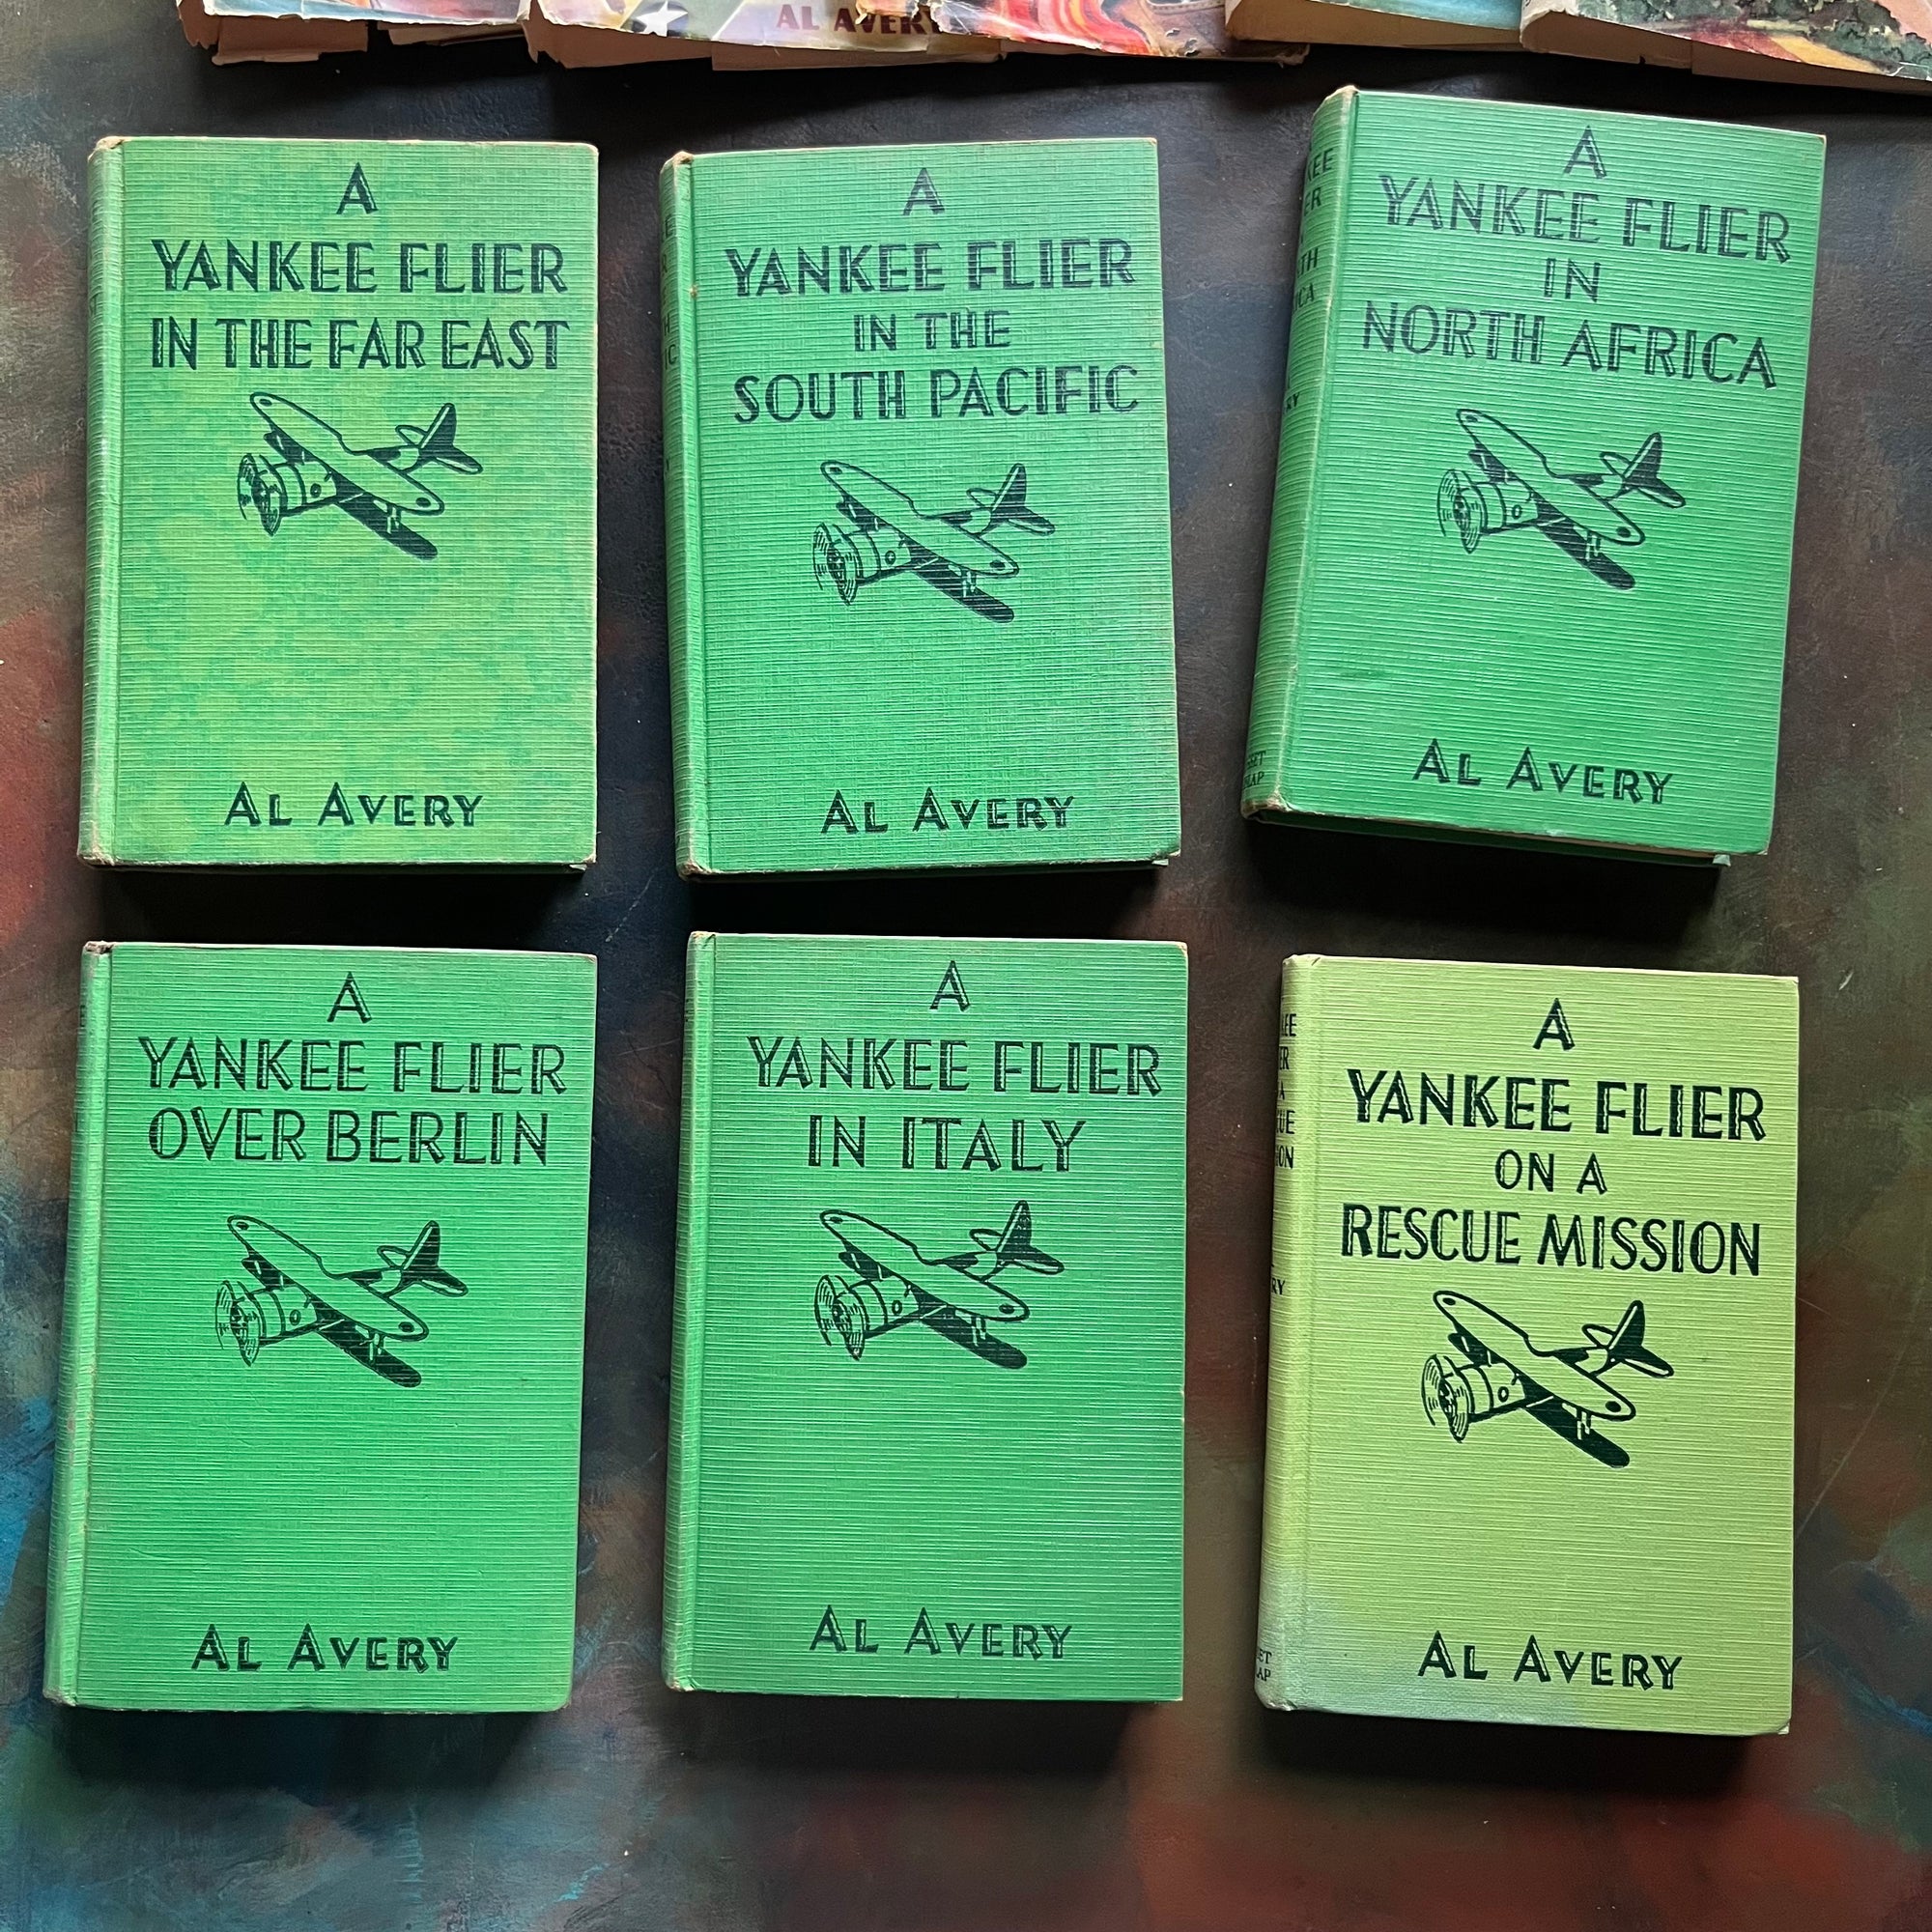 AL AVERY
A
YANKEE FLIER
IN THE FAR EAST
AL AVERY
A
YANKEE FLIER
IN THE
SOUTH PACIFIC
AL AVERY
A
YANKEE FLIER
IN
NORTH AFRICA
AL AVERY
A
YANKEE FLIER
OVER BERLIN
AL AVERY
A
YANKEE FLIER
IN ITALY
AL AVERY
A
YANKEE FLIER
ON A
RESCUE MISSION
AL AVERY